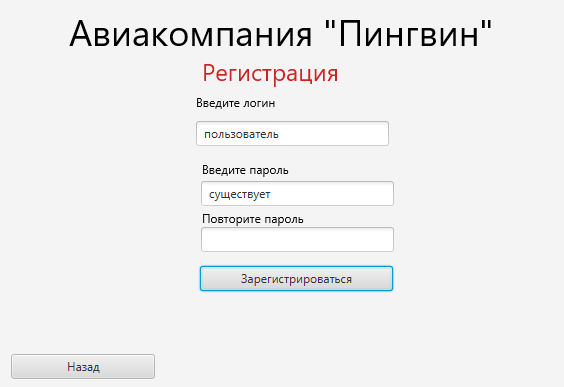 Авиакомпания "Пингвин"
Регистрация
Введите логин
пользователь
Введите пароль
существует
Повторите пароль
Зарегистрироваться
Назад